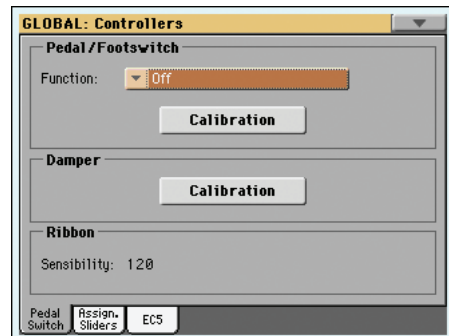 GLOBAL: Controllers
Pedal/Footswitch
Function: Off
Calibration
Damper
Calibration
Ribbon
Sensibility: 120
Pedal Switch
Assign. Sliders
EC5